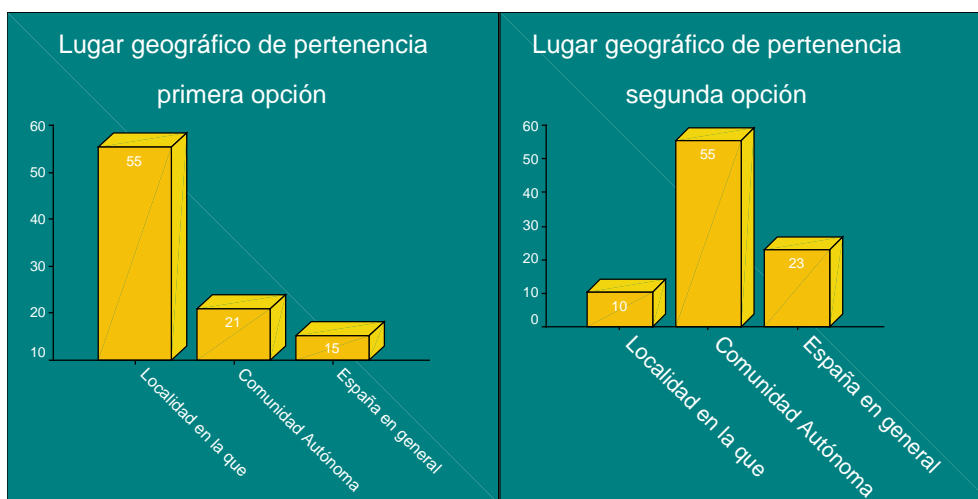 Lugar geográfico de pertenencia
primera opción
60
50
40
30
20
10
55
21
15
Localidad en la que
Comunidad Autónoma
España en general
Lugar geográfico de pertenencia
segunda opción
60
50
40
30
20
10
0
10
55
23
Localidad en la que
Comunidad Autónoma
España en general